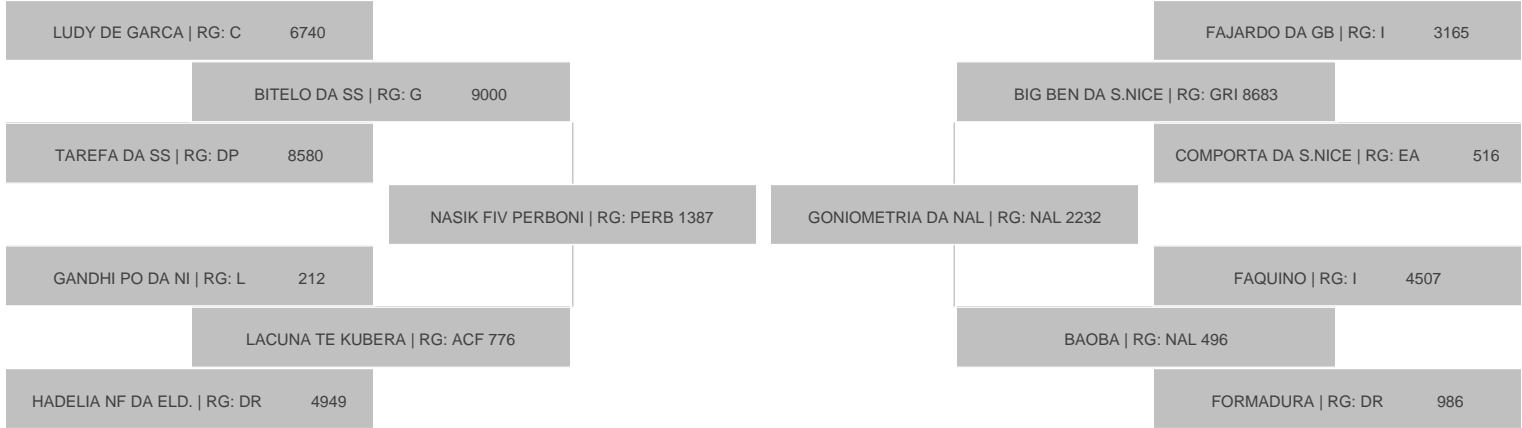 LUDY DE GARCA | RG: C 6740
FAJARDO DA GB | RG: I 3165
BITELO DA SS | RG: G 9000
BIG BEN DA S.NICE | RG: GRI 8683
TAREFA DA SS | RG: DP 8580
COMPORTA DA S.NICE | RG: EA 516
NASIK FIV PERBONI | RG: PERB 1387
GONIOMETRIA DA NAL | RG: NAL 2232
GANDHI PO DA NI | RG: L 212
FAQUINO | RG: I 4507
LACUNA TE KUBERA | RG: ACF 776
BAOBA | RG: NAL 496
HADELIA NF DA ELD. | RG: DR 4949
FORMADURA | RG: DR 986